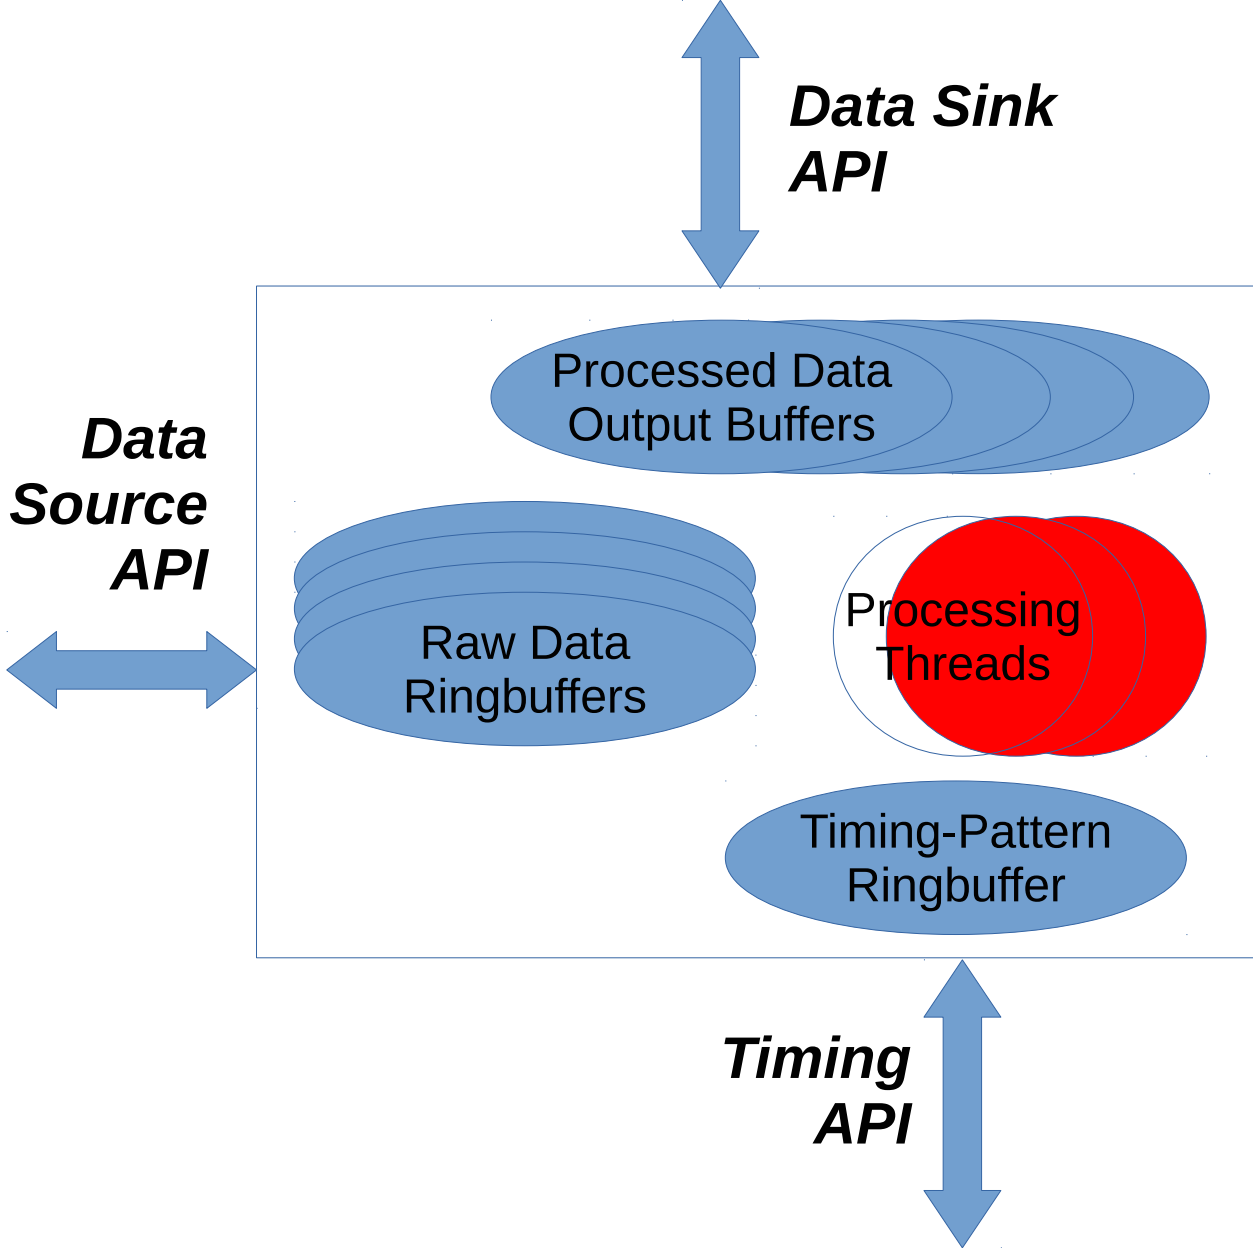 Data Sink
API
Processed Data
Output Buffers
Data
Source
API
Raw Data
Ringbuffers
Processing
Threads
Timing-Pattern
Ringbuffer
Timing
API